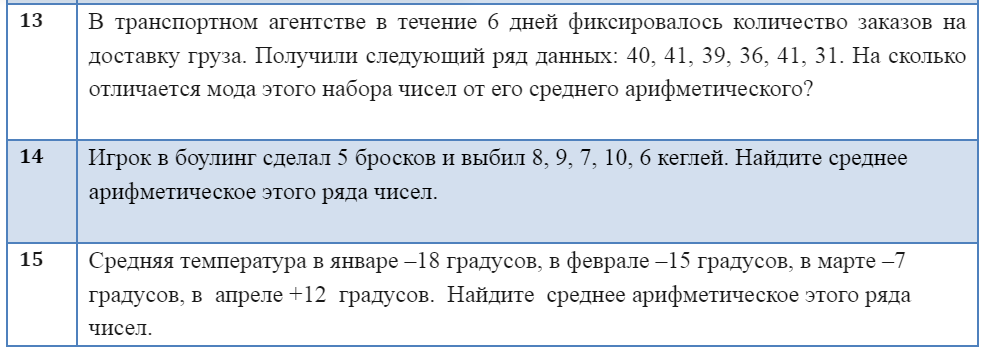 13
В транспортном агентстве в течение 6 дней фиксировалось количество заказов на
доставку груза. Получили следующий ряд данных: 40, 41, 39, 36, 41, 31. На сколько
отличается мода этого набора чисел от его среднего арифметического?
14
Игрок в боулинг сделал 5 бросков и выбил 8, 9, 7, 10, 6 кеглей. Найдите среднее
арифметическое этого ряда чисел.
15
Средняя температура в январе –18 градусов, в феврале –15 градусов, в марте –7
градусов, в апреле +12 градусов. Найдите среднее арифметическое этого ряда
чисел.